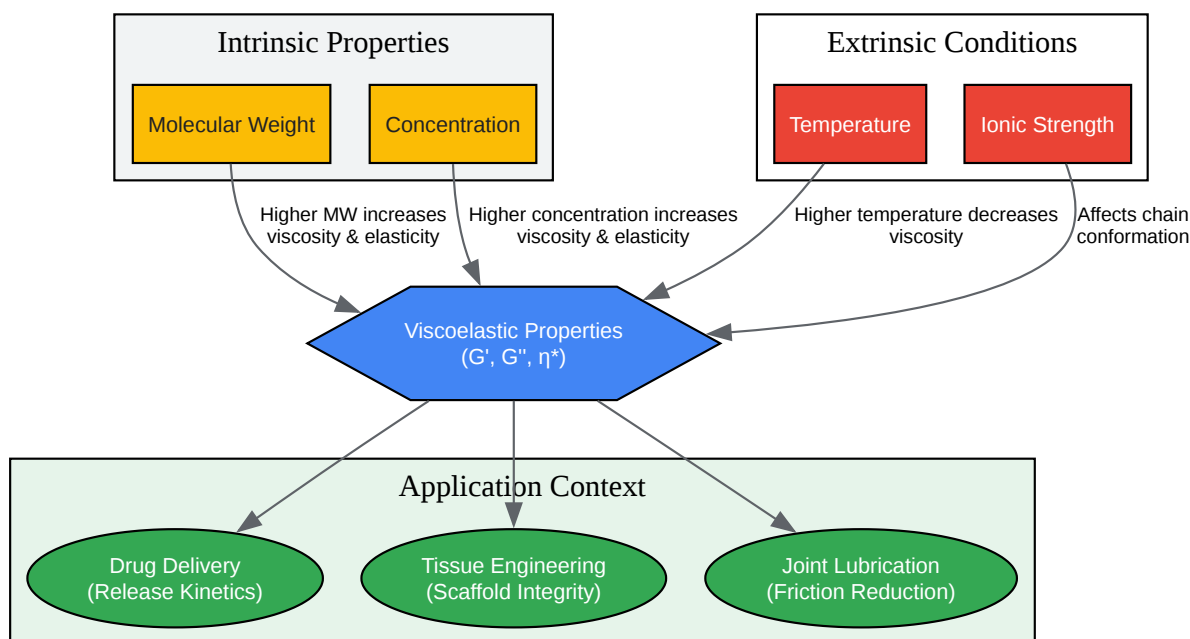 Intrinsic Properties
Extrinsic Conditions
Molecular Weight
Concentration
Temperature
Ionic Strength
Higher MW increases
viscosity & elasticity
Higher concentration increases
viscosity & elasticity
Higher temperature decreases
viscosity
Affects chain
conformation
Viscoelastic Properties
(G', G'', η*)
Application Context
Drug Delivery
(Release Kinetics)
Tissue Engineering
(Scaffold Integrity)
Joint Lubrication
(Friction Reduction)